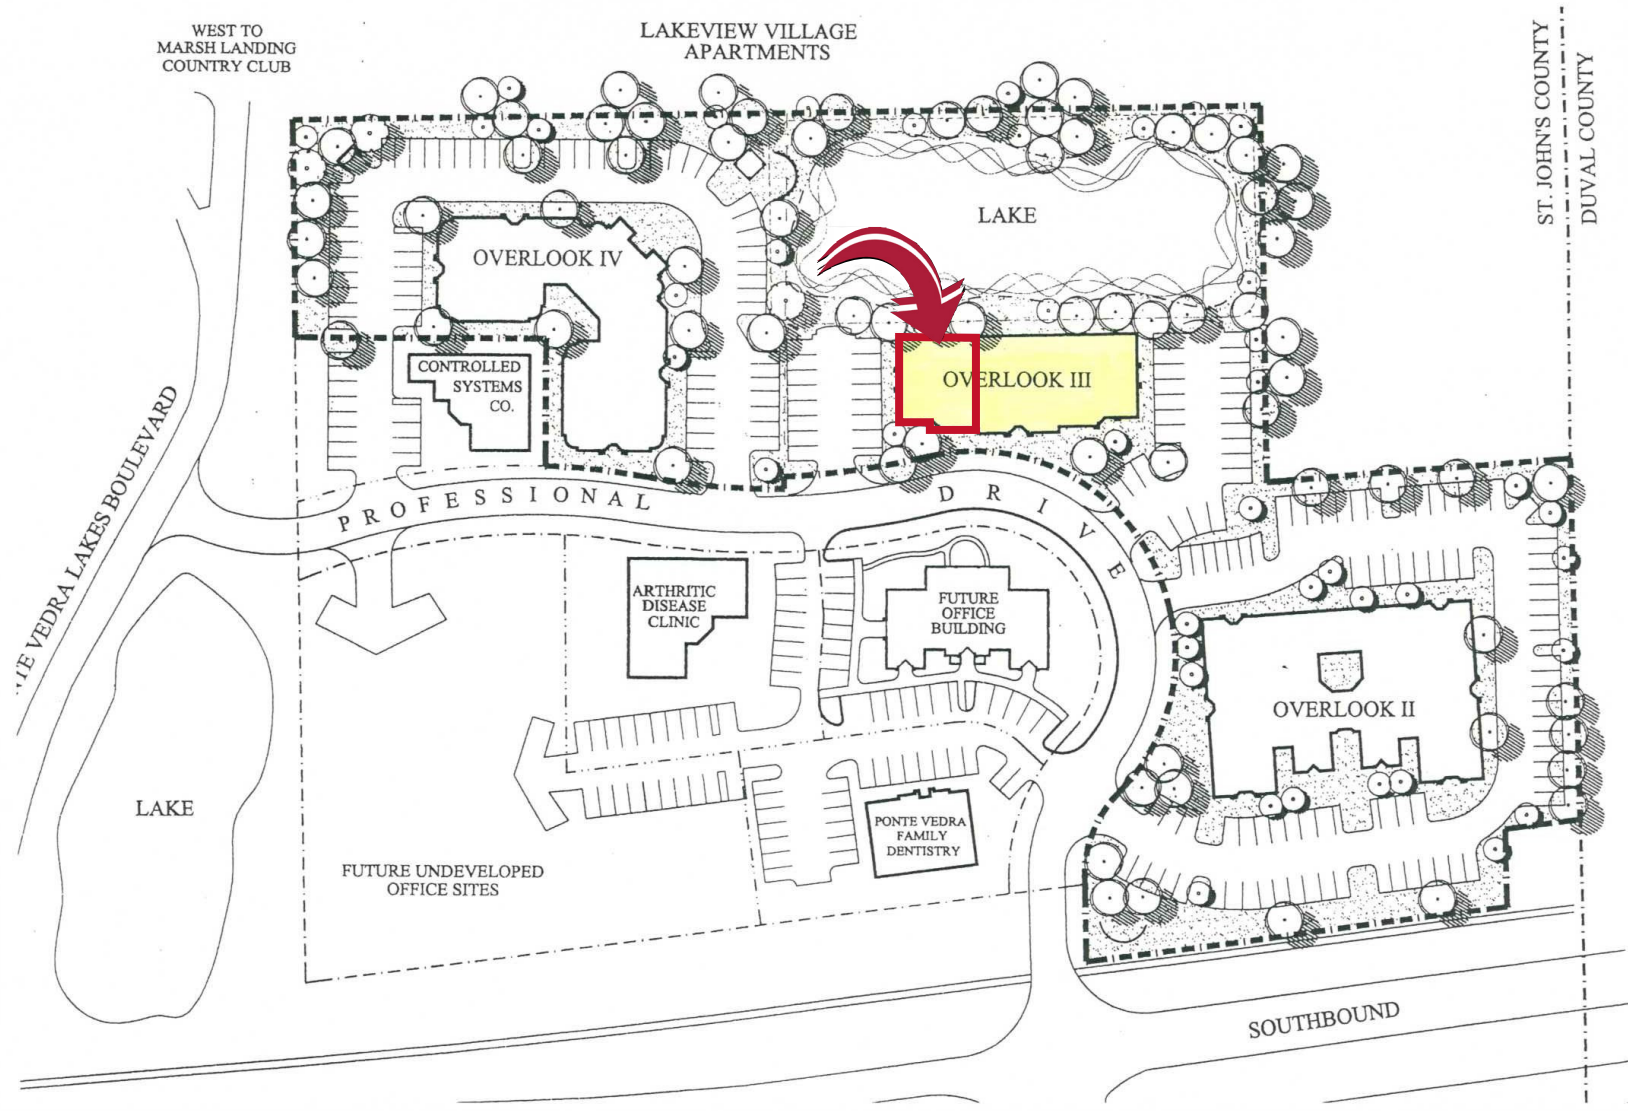 WEST TO
MARSH LANDING
COUNTRY CLUB
LAKEVIEW VILLAGE
APARTMENTS
ST. JOHN'S COUNTY
DUVAL COUNTY
LAKE
OVERLOOK IV
CONTROLLED
SYSTEMS
CO.
OVERLOOK III
VEDRA LAKES BOULEVARD
PROFESSIONAL DRIVE
ARTHRITIC
DISEASE
CLINIC
FUTURE
OFFICE
BUILDING
OVERLOOK II
LAKE
PONTE VEDRA
FAMILY
DENTISTRY
FUTURE UNDEVELOPED
OFFICE SITES
SOUTHBOUND